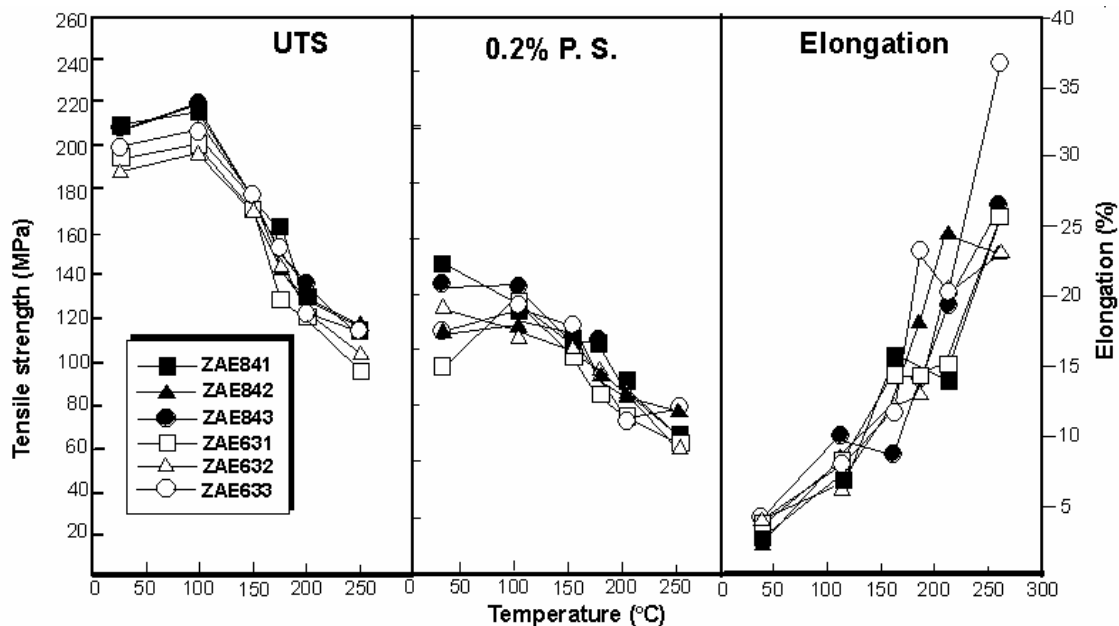 UTS
0.2% P. S.
Elongation
Tensile strength (MPa)
260
240
220
200
180
160
140
120
100
80
60
40
20
ZAE841
ZAE842
ZAE843
ZAE631
ZAE632
ZAE633
40
35
30
25
20
15
10
5
0
Elongation (%)
0 50 100 150 200 250 0 50 100 150 200 250 0 50 100 150 200 250 300
Temperature (°C)